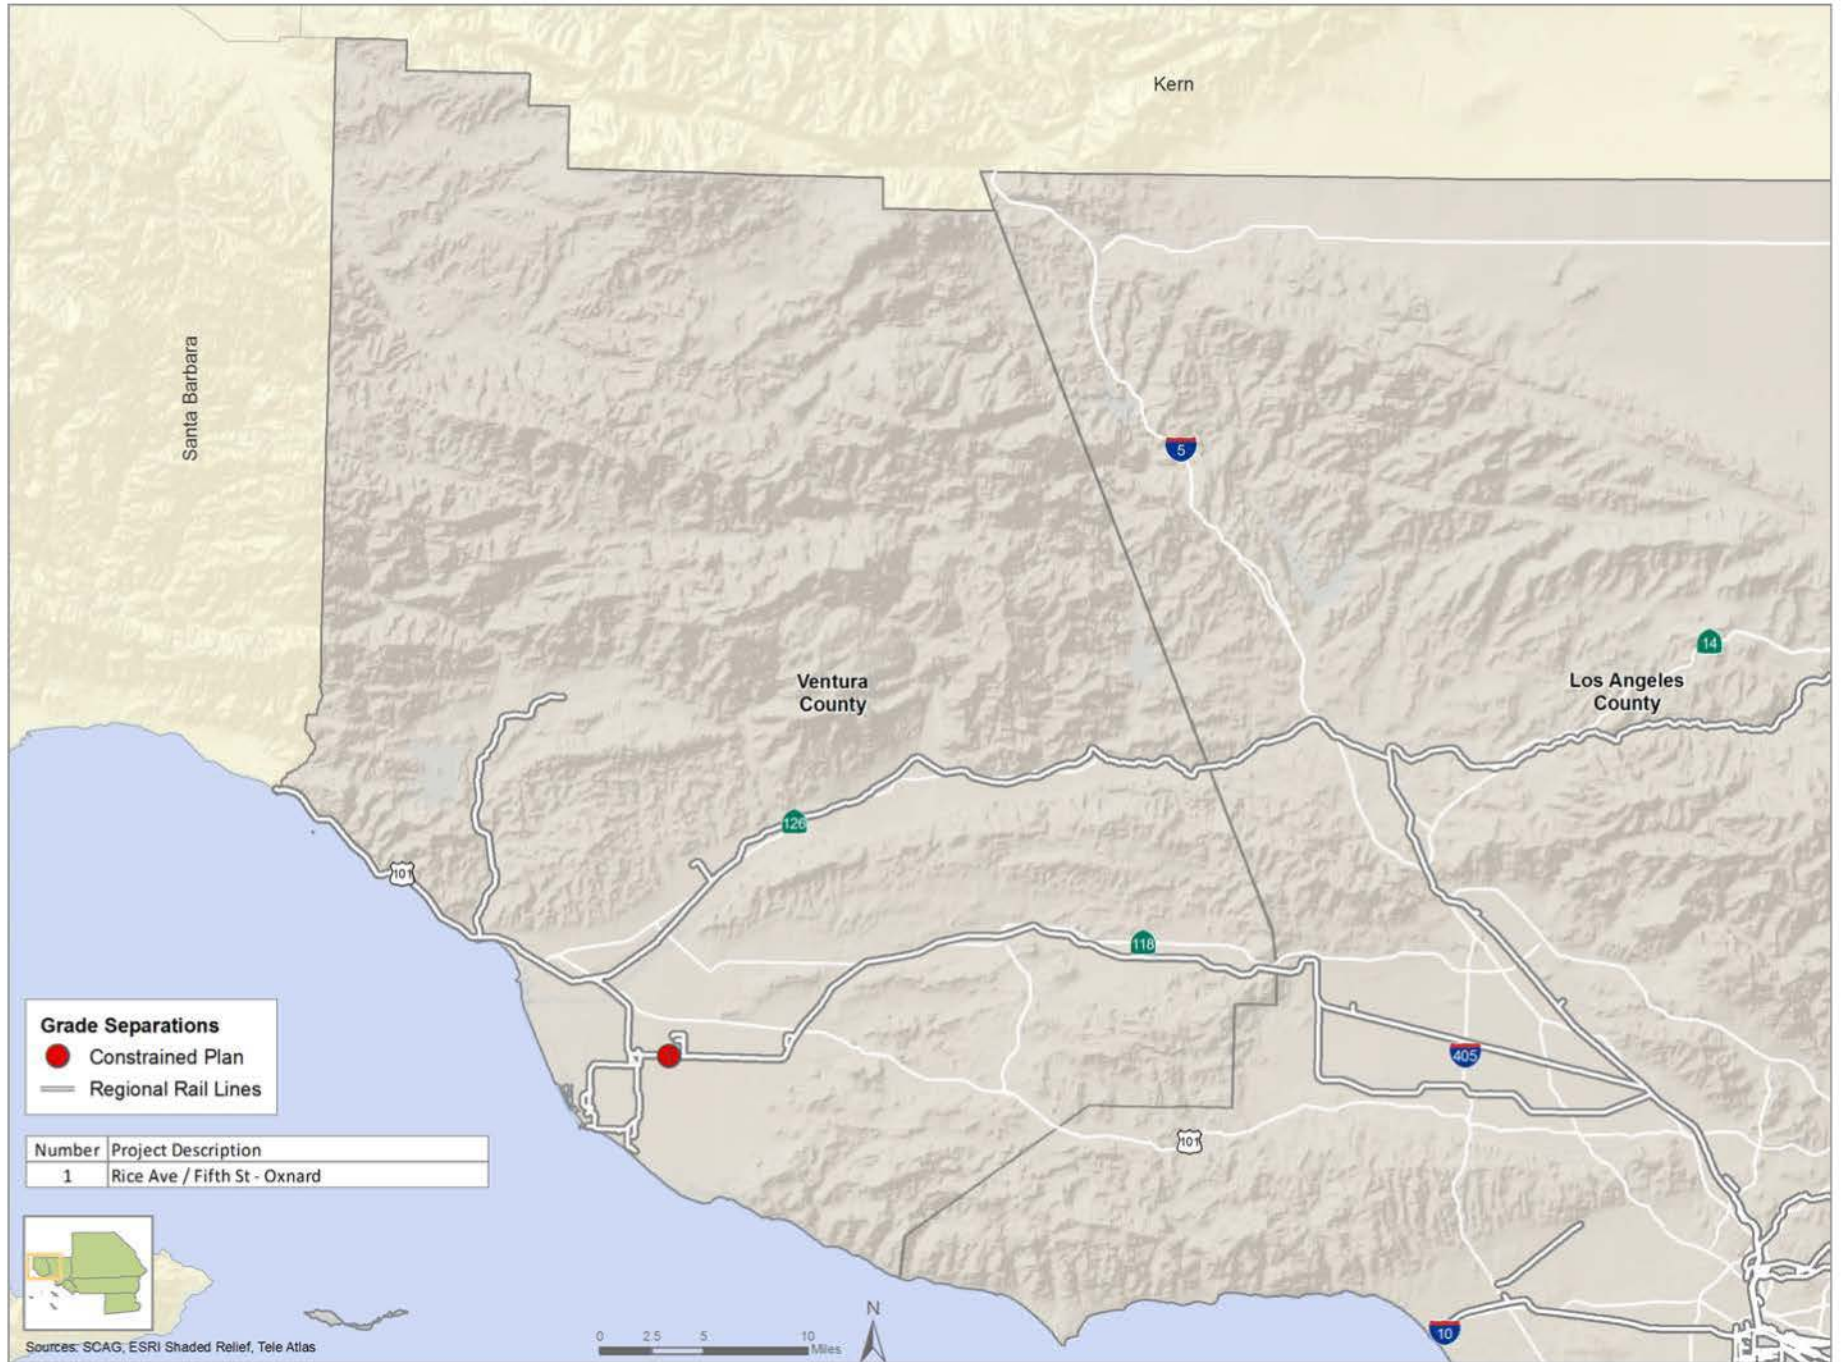 Kern
Santa Barbara
5
14
Ventura
County
Los Angeles
County
126
101
118
405
101
10
Grade Separations
Constrained Plan
Regional Rail Lines
Number Project Description
1 Rice Ave / Fifth St - Oxnard
Sources: SCAG, ESRI Shaded Relief, Tele Atlas
0 2.5 5 10
Miles
N